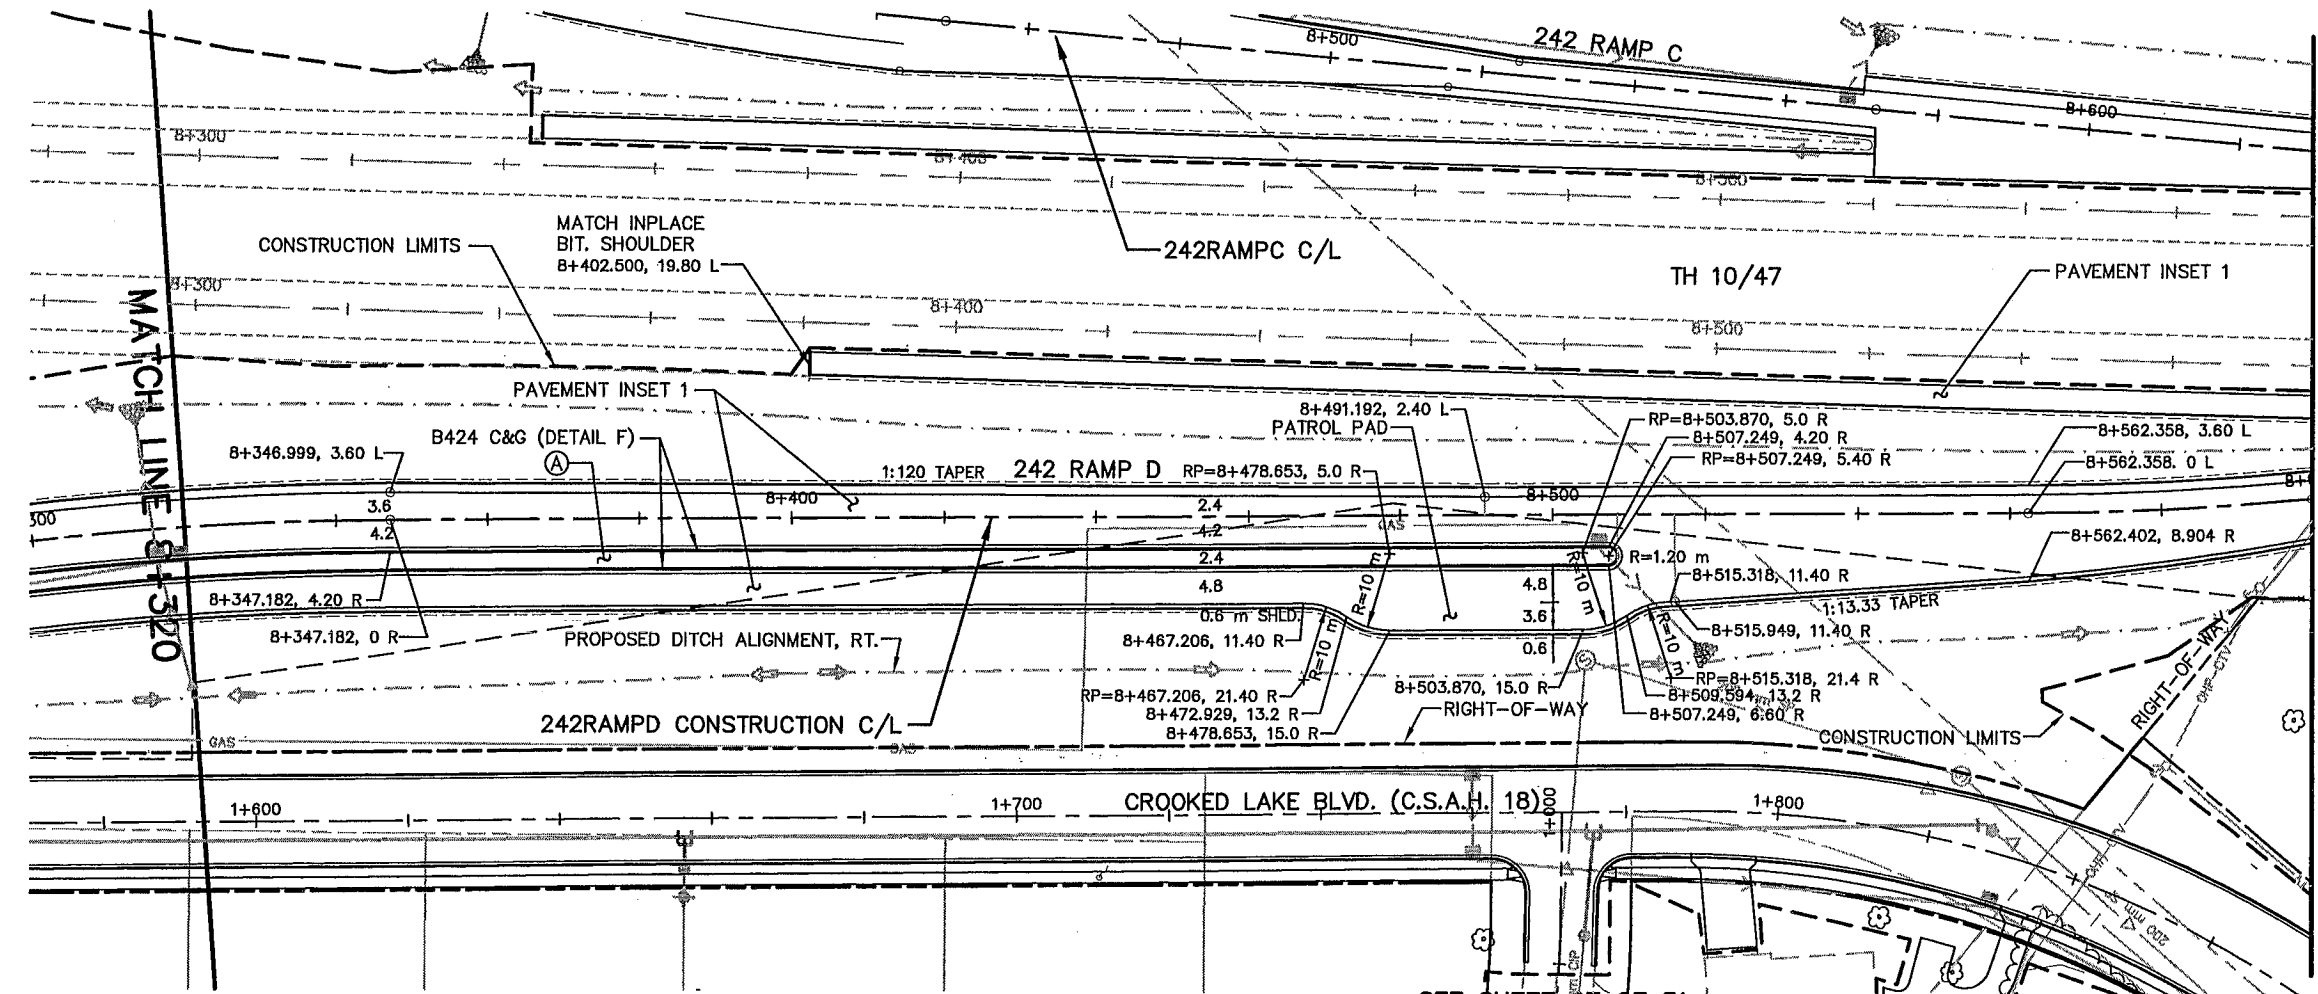 242 RAMP C
8+500
8+600
8+300
8+400
8+500
MATCH INPLACE
BIT. SHOULDER
8+402.500, 19.80 L
CONSTRUCTION LIMITS
242RAMPC C/L
TH 10/47
PAVEMENT INSET 1
8+300
8+400
8+500
MATCH LINE 8+320
PAVEMENT INSET 1
8+491.192, 2.40 L
PATROL PAD
RP=8+503.870, 5.0 R
8+507.249, 4.20 R
RP=8+507.249, 5.40 R
8+562.358, 3.60 L
8+562.358. 0 L
B424 C&G (DETAIL F)
A
8+346.999, 3.60 L
1:120 TAPER
242 RAMP D
RP=8+478.653, 5.0 R
8+400
8+500
300
3.6
4.2
2.4
4.2
2.4
4.8
GAS
R=10 m
R=10 m
R=1.20 m
8+562.402, 8.904 R
8+515.318, 11.40 R
4.8
3.6
0.6
8+347.182, 4.20 R
8+347.182, 0 R
0.6 m SHLD.
8+467.206, 11.40 R
R=10 m
R=10 m
1:13.33 TAPER
8+515.949, 11.40 R
PROPOSED DITCH ALIGNMENT, RT.
S
RP=8+467.206, 21.40 R
8+472.929, 13.2 R
8+478.653, 15.0 R
8+503.870, 15.0 R
RP=8+515.318, 21.4 R
8+509.594, 13.2 R
8+507.249, 6.60 R
RIGHT-OF-WAY
RIGHT-OF-WAY
OHP-CTV
242RAMPD CONSTRUCTION C/L
CONSTRUCTION LIMITS
GAS
GAS
1+600
1+700
CROOKED LAKE BLVD. (C.S.A.H. 18)
1+000
1+800
200 mm
CIP